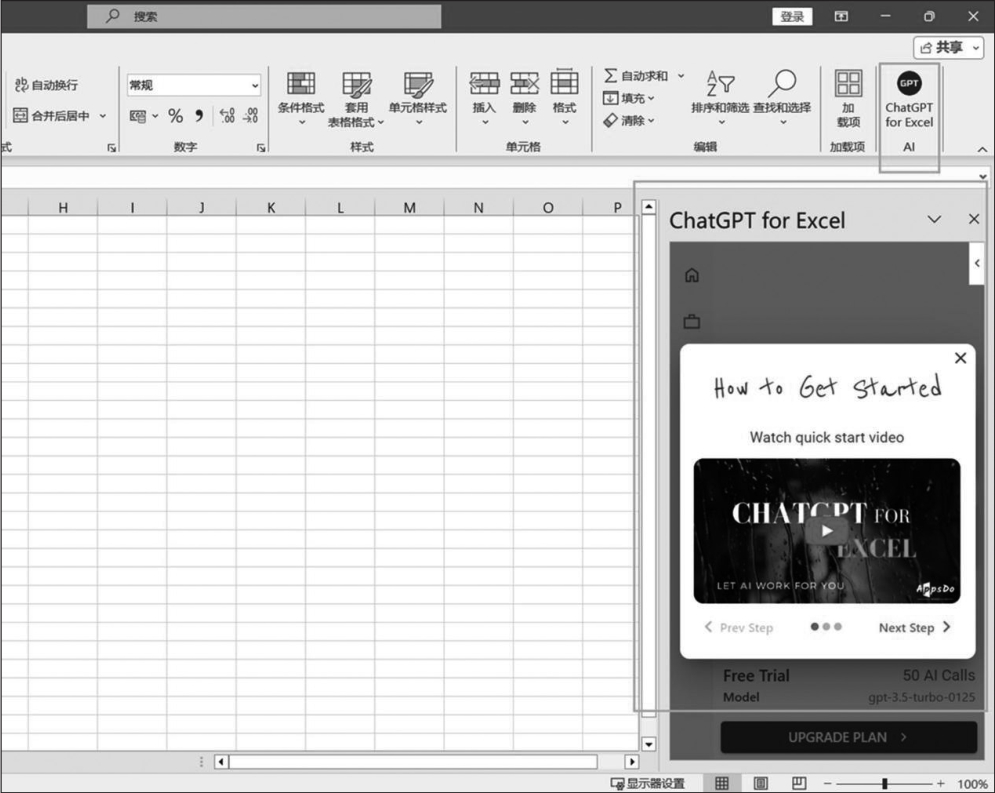 搜索
登录
共享
自动换行
常规
合并后居中
%
条件格式
套用
表格格式
单元格样式
插入
删除
格式
自动求和
填充
清除
排序和筛选
查找和选择
加
载项
GPT
ChatGPT
for Excel
式
数字
样式
单元格
编辑
加载项
AI
H I J K L M N O P
ChatGPT for Excel
How to Get Started
Watch quick start video
CHATGPT FOR
EXCEL
LET AI WORK FOR YOU
AppsDo
Prev Step
Next Step
Free Trial 50 AI Calls
Model gpt-3.5-turbo-0125
UPGRADE PLAN
显示器设置
100%